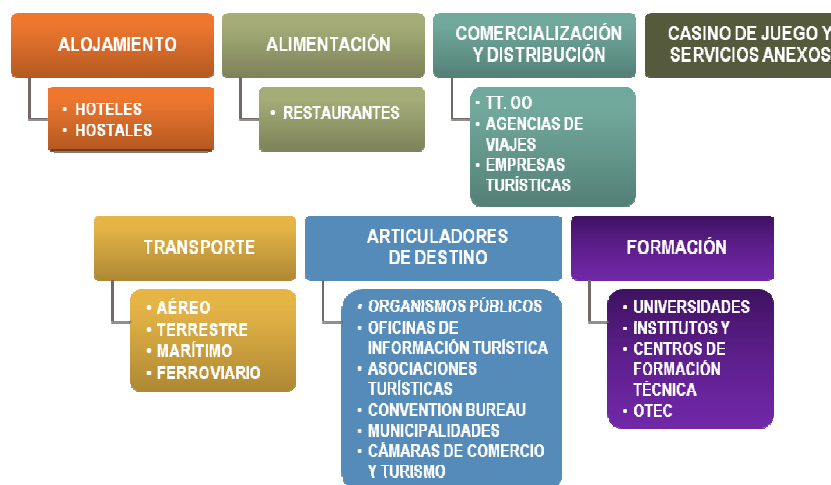 ALOJAMIENTO
• HOTELES
• HOSTALES
ALIMENTACIÓN
• RESTAURANTES
COMERCIALIZACIÓN
Y DISTRIBUCIÓN
• TT. OO
• AGENCIAS DE
VIAJES
• EMPRESAS
TURÍSTICAS
CASINO DE JUEGO Y
SERVICIOS ANEXOS
TRANSPORTE
• AÉREO
• TERRESTRE
• MARÍTIMO
• FERROVIARIO
ARTICULADORES
DE DESTINO
• ORGANISMOS PÚBLICOS
• OFICINAS DE
INFORMACIÓN TURÍSTICA
• ASOCIACIONES
TURÍSTICAS
• CONVENTION BUREAU
• MUNICIPALIDADES
• CÁMARAS DE COMERCIO
Y TURISMO
FORMACIÓN
• UNIVERSIDADES
• INSTITUTOS Y
• CENTROS DE
FORMACIÓN
TÉCNICA
• OTEC